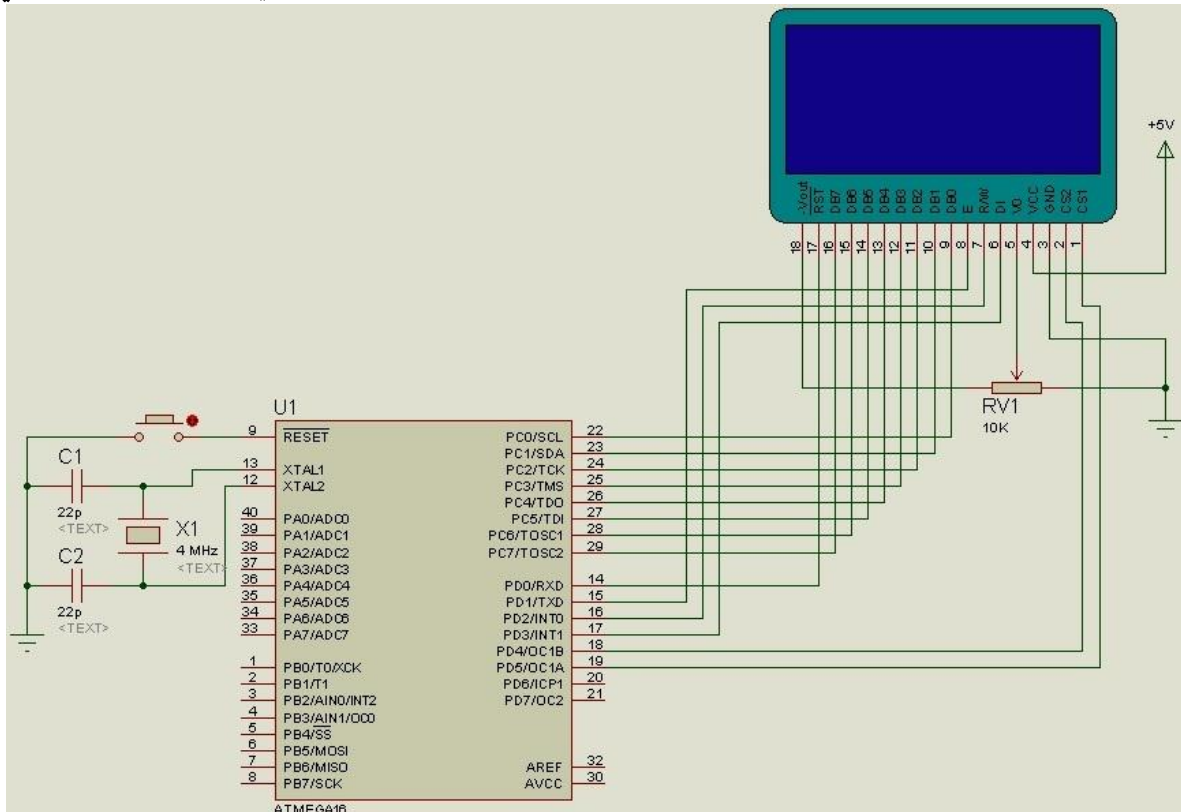 +5V
-Vout
RST
DB7
DB6
DB5
DB4
DB3
DB2
DB1
DB0
E
R/W
DI
V0
VCC
GND
CS2
CS1
18
17
16
15
14
13
12
11
10
9
8
7
6
5
4
3
2
1
RV1
10K
U1
C1
22p
<TEXT>
X1
4 MHz
<TEXT>
C2
22p
<TEXT>
9 RESET
13 XTAL1
12 XTAL2
40 PA0/ADC0
39 PA1/ADC1
38 PA2/ADC2
37 PA3/ADC3
36 PA4/ADC4
35 PA5/ADC5
34 PA6/ADC6
33 PA7/ADC7
1 PB0/T0/XCK
2 PB1/T1
3 PB2/AIN0/INT2
4 PB3/AIN1/OC0
5 PB4/SS
6 PB5/MOSI
7 PB6/MISO
8 PB7/SCK
PC0/SCL 22
PC1/SDA 23
PC2/TCK 24
PC3/TMS 25
PC4/TDO 26
PC5/TDI 27
PC6/TOSC1 28
PC7/TOSC2 29
PD0/RXD 14
PD1/TXD 15
PD2/INT0 16
PD3/INT1 17
PD4/OC1B 18
PD5/OC1A 19
PD6/ICP1 20
PD7/OC2 21
AREF 32
AVCC 30
ATMEGA16